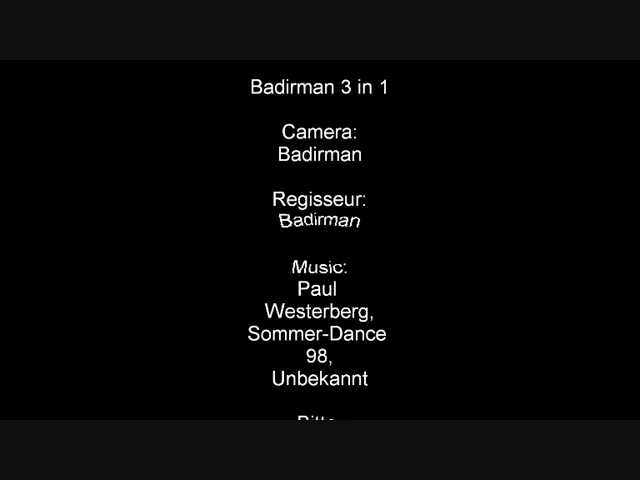 Badirman 3 in 1
Camera:
Badirman
Regisseur:
Badirman
Music:
Paul
Westerberg,
Sommer-Dance
98,
Unbekannt